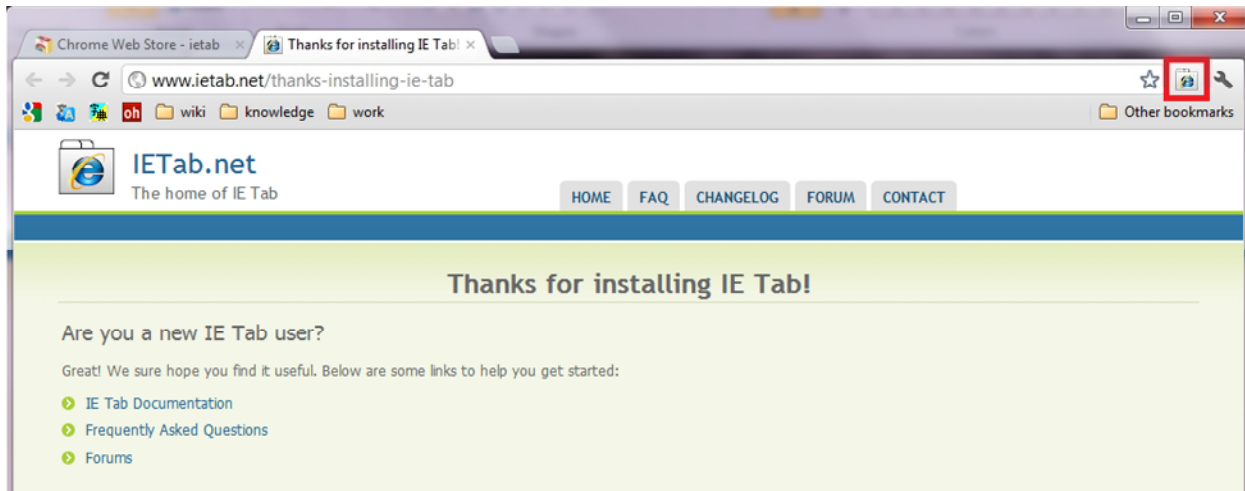 Chrome Web Store - ietab
Thanks for installing IE Tab!
www.ietab.net/thanks-installing-ie-tab
oh wiki knowledge work Other bookmarks
IETab.net
The home of IE Tab
HOME FAQ CHANGELOG FORUM CONTACT
Thanks for installing IE Tab!
Are you a new IE Tab user?
Great! We sure hope you find it useful. Below are some links to help you get started:
IE Tab Documentation
Frequently Asked Questions
Forums